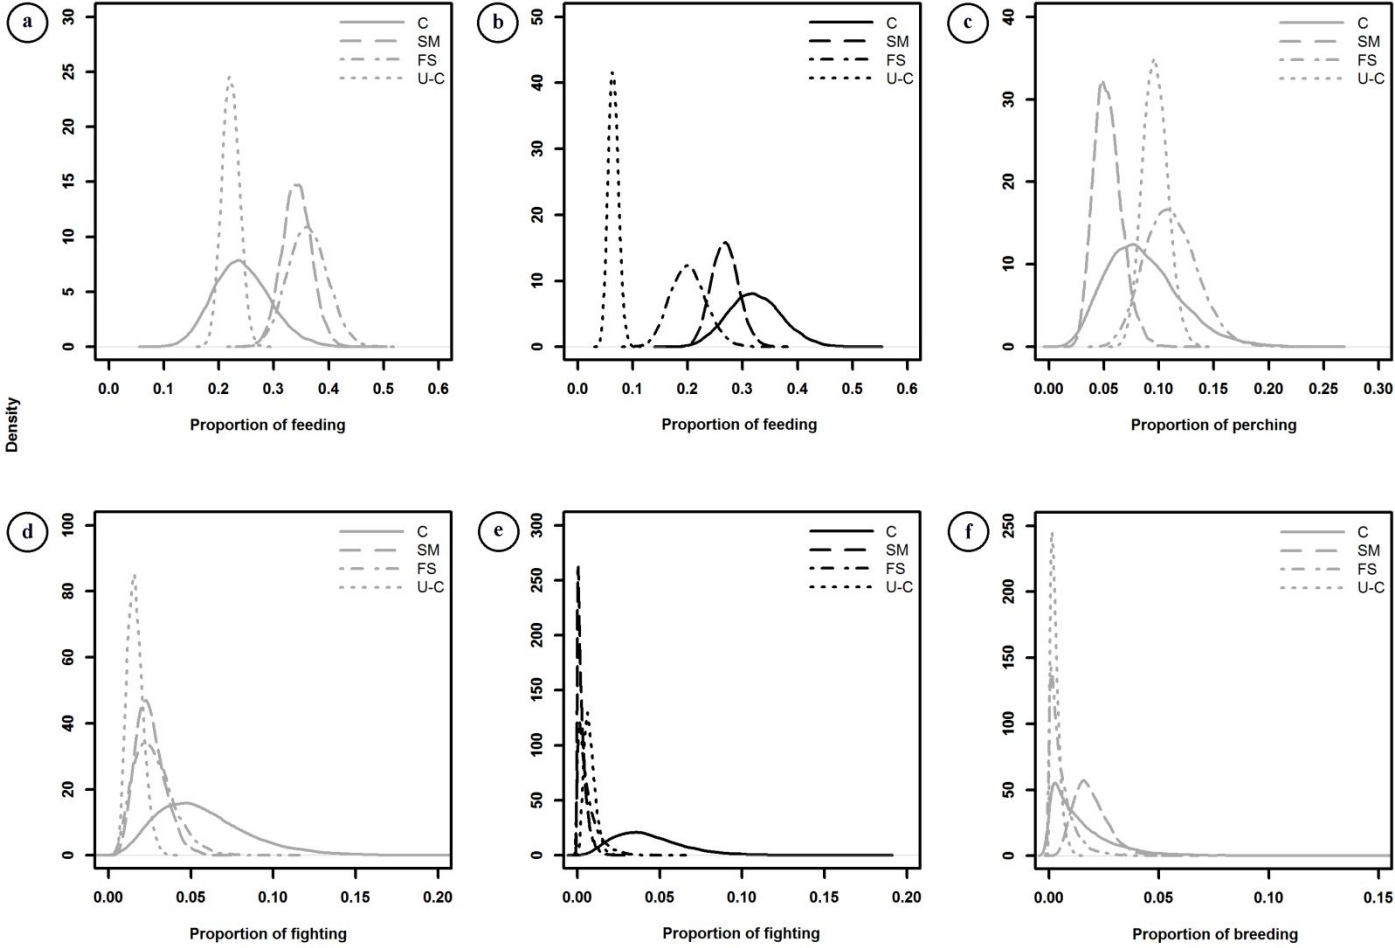 a
30
25
20
15
10
5
0
C
SM
FS
U-C
0.0 0.1 0.2 0.3 0.4 0.5 0.6
Proportion of feeding
b
50
40
30
20
10
0
C
SM
FS
U-C
0.0 0.1 0.2 0.3 0.4 0.5 0.6
Proportion of feeding
c
40
30
20
10
0
C
SM
FS
U-C
0.00 0.05 0.10 0.15 0.20 0.25 0.30
Proportion of perching
Density
d
100
80
60
40
20
0
C
SM
FS
U-C
0.00 0.05 0.10 0.15 0.20
Proportion of fighting
e
300
250
200
150
100
50
0
C
SM
FS
U-C
0.00 0.05 0.10 0.15 0.20
Proportion of fighting
f
250
200
150
100
50
0
C
SM
FS
U-C
0.00 0.05 0.10 0.15
Proportion of breeding